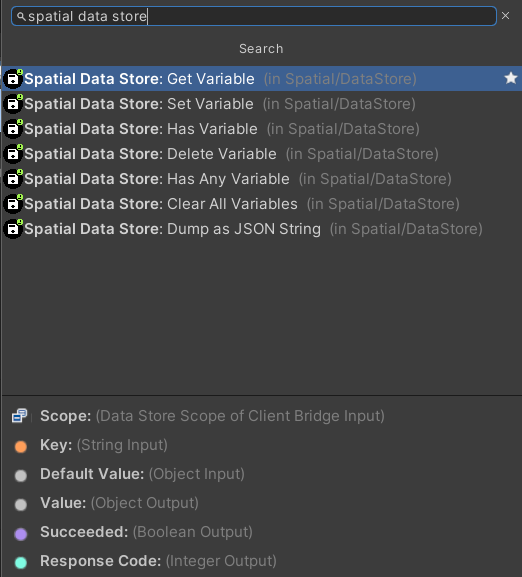 spatial data store
Search
Spatial Data Store: Get Variable (in Spatial/DataStore)
Spatial Data Store: Set Variable (in Spatial/DataStore)
Spatial Data Store: Has Variable (in Spatial/DataStore)
Spatial Data Store: Delete Variable (in Spatial/DataStore)
Spatial Data Store: Has Any Variable (in Spatial/DataStore)
Spatial Data Store: Clear All Variables (in Spatial/DataStore)
Spatial Data Store: Dump as JSON String (in Spatial/DataStore)
Scope: (Data Store Scope of Client Bridge Input)
Key: (String Input)
Default Value: (Object Input)
Value: (Object Output)
Succeeded: (Boolean Output)
Response Code: (Integer Output)